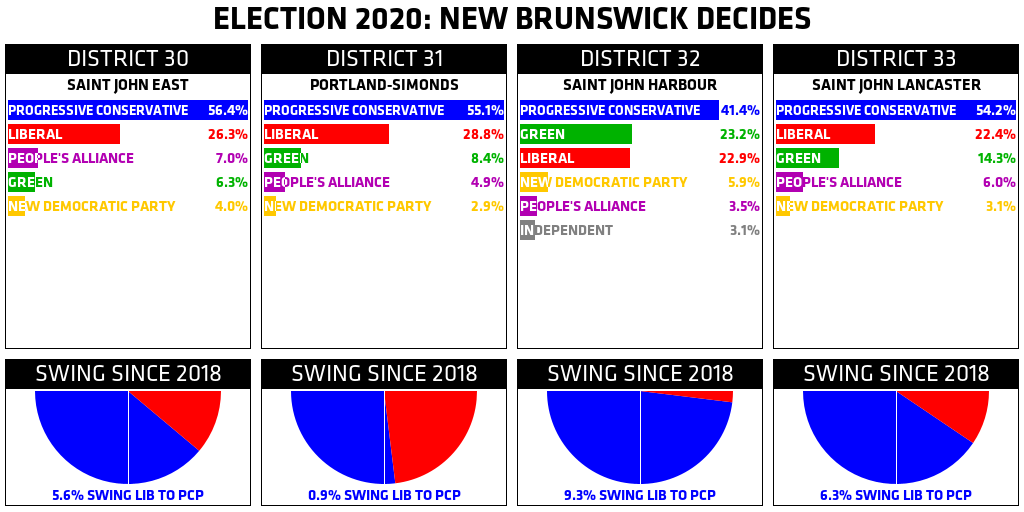 ELECTION 2020: NEW BRUNSWICK DECIDES
DISTRICT 30
SAINT JOHN EAST
PROGRESSIVE CONSERVATIVE 56.4%
LIBERAL 26.3%
PEOPLE'S ALLIANCE 7.0%
GREEN 6.3%
NEW DEMOCRATIC PARTY 4.0%
DISTRICT 31
PORTLAND-SIMONDS
PROGRESSIVE CONSERVATIVE 55.1%
LIBERAL 28.8%
GREEN 8.4%
PEOPLE'S ALLIANCE 4.9%
NEW DEMOCRATIC PARTY 2.9%
DISTRICT 32
SAINT JOHN HARBOUR
PROGRESSIVE CONSERVATIVE 41.4%
GREEN 23.2%
LIBERAL 22.9%
NEW DEMOCRATIC PARTY 5.9%
PEOPLE'S ALLIANCE 3.5%
INDEPENDENT 3.1%
DISTRICT 33
SAINT JOHN LANCASTER
PROGRESSIVE CONSERVATIVE 54.2%
LIBERAL 22.4%
GREEN 14.3%
PEOPLE'S ALLIANCE 6.0%
NEW DEMOCRATIC PARTY 3.1%
SWING SINCE 2018
5.6% SWING LIB TO PCP
SWING SINCE 2018
0.9% SWING LIB TO PCP
SWING SINCE 2018
9.3% SWING LIB TO PCP
SWING SINCE 2018
6.3% SWING LIB TO PCP